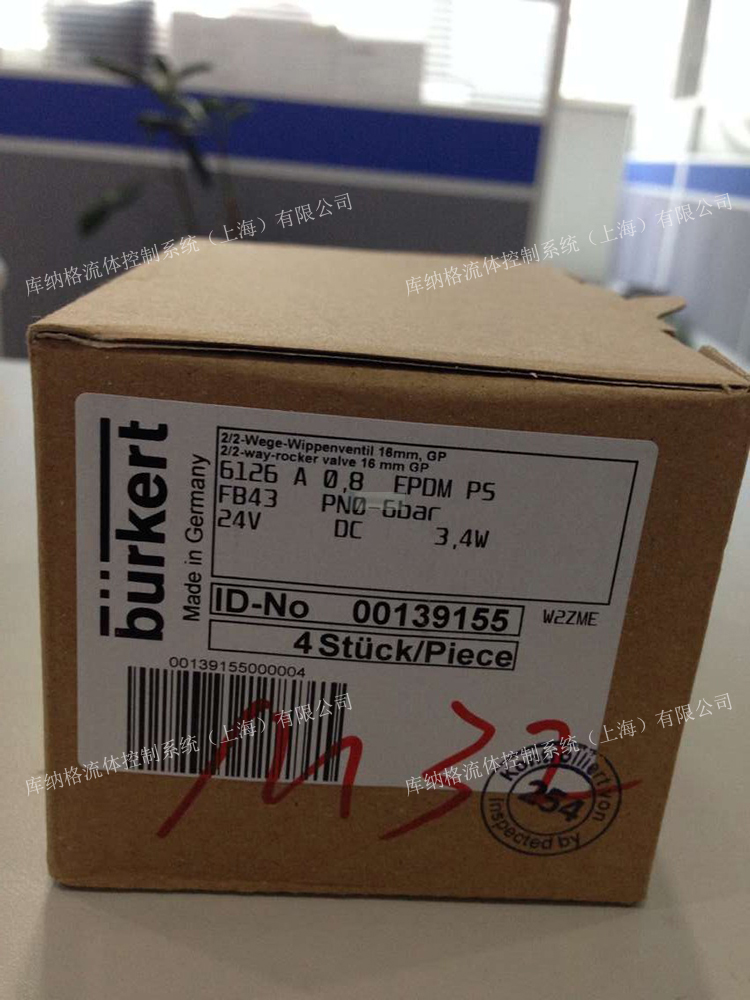 库纳格流体控制系统（上海）有限公司
库纳格流体控制系统（上海）有限公司
bürkert
Made in Germany
2/2-Wege-Wippenventil 16mm, GP
2/2-way-rocker valve 16 mm GP
6126 A 0,8 EPDM PS
FB43 PN0-6bar
24V DC 3,4W
ID-No 00139155
W2ZME
4 Stück/Piece
00139155000004
库纳格流体控制系统（上海）有限公司
库纳格流体控制系统（上海）有限公司
Kontrolliert von
254
inspected by